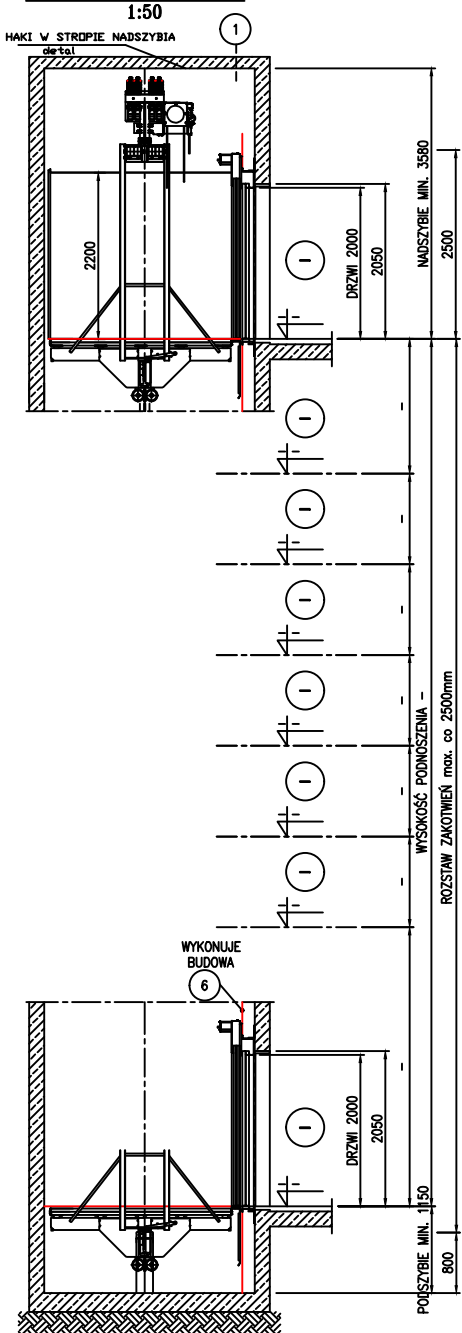 1:50
HAKI W STROPIE NADSZYBIA
detal
1
2200
DRZWI 2000
2050
NADSZYBIE MIN. 3580
2500
WYSOKOŚĆ PODNOSZENIA -
ROZSTAW ZAKOTWIEŃ max. co 2500mm
WYKONUJE
BUDOWA
6
DRZWI 2000
2050
PODSZYBIE MIN. 1150
800